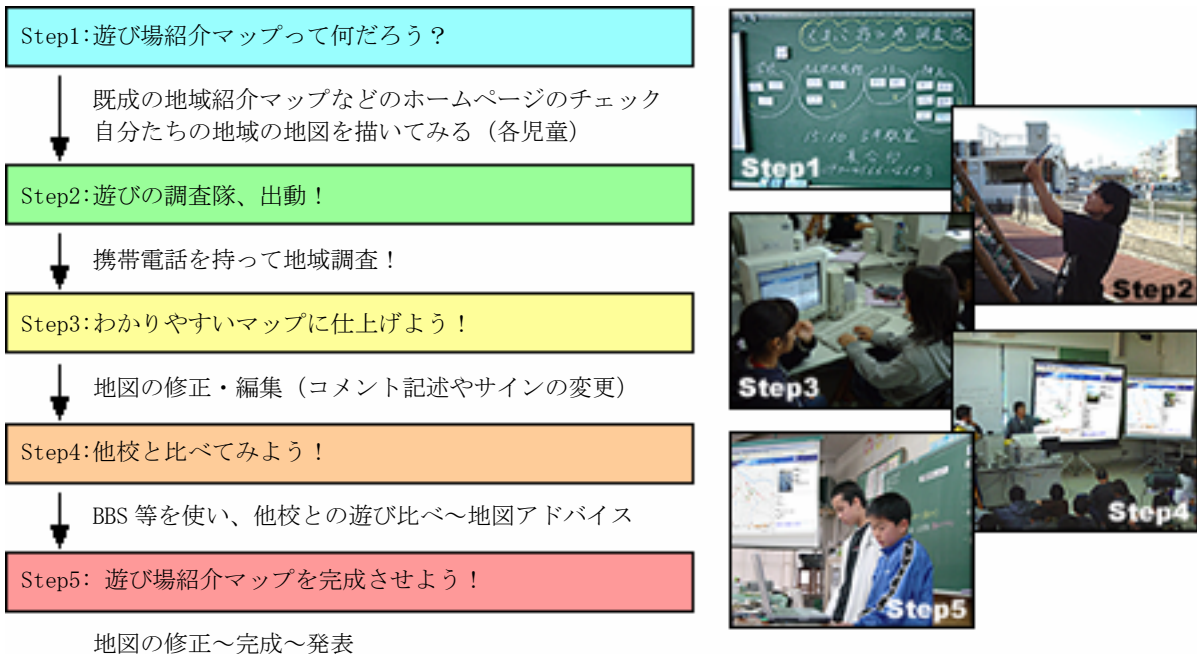 Step1:遊び場紹介マップって何だろう？
既成の地域紹介マップなどのホームページのチェック
自分たちの地域の地図を描いてみる（各児童）
Step2:遊びの調査隊、出動！
携帯電話を持って地域調査！
Step3:わかりやすいマップに仕上げよう！
地図の修正・編集（コメント記述やサインの変更）
Step4:他校と比べてみよう！
BBS 等を使い、他校との遊び比べ～地図アドバイス
Step5: 遊び場紹介マップを完成させよう！
地図の修正～完成～発表
Step1
Step2
Step3
Step4
Step5